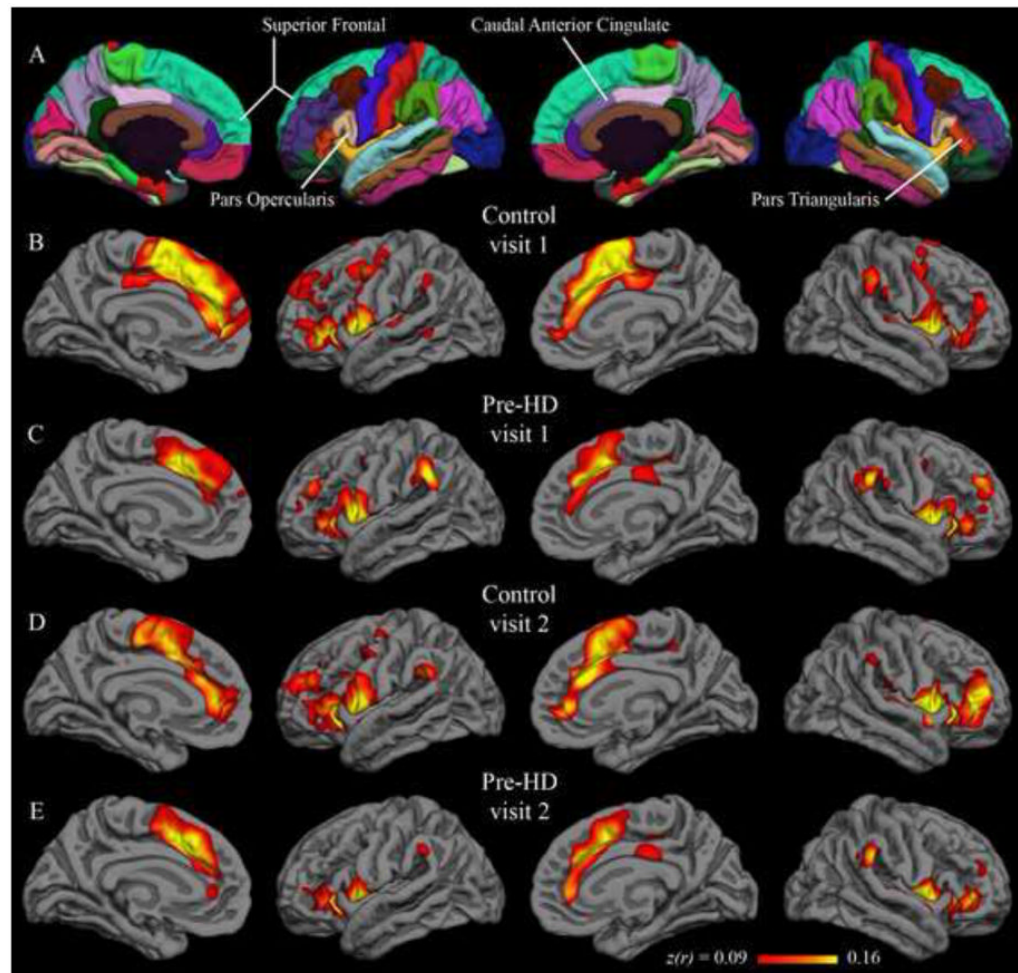 Superior Frontal
Caudal Anterior Cingulate
A
Pars Opercularis
Pars Triangularis
Control
visit 1
B
Pre-HD
visit 1
C
Control
visit 2
D
Pre-HD
visit 2
E
z(r) = 0.09 0.16